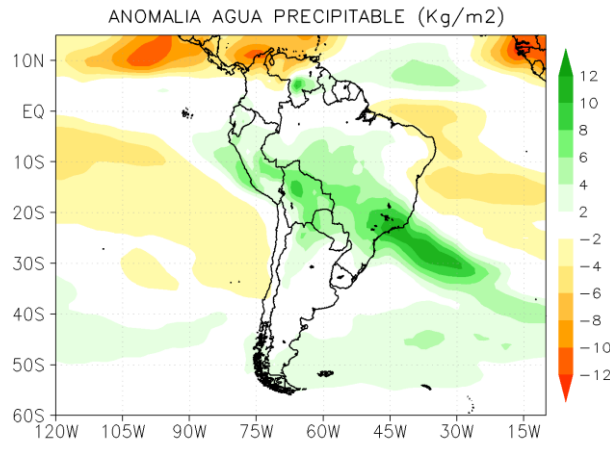 ANOMALIA AGUA PRECIPITABLE (Kg/m2)
10N
EQ
10S
20S
30S
40S
50S
60S
120W 105W 90W 75W 60W 45W 30W 15W
12
10
8
6
4
2
−2
−4
−6
−8
−10
−12